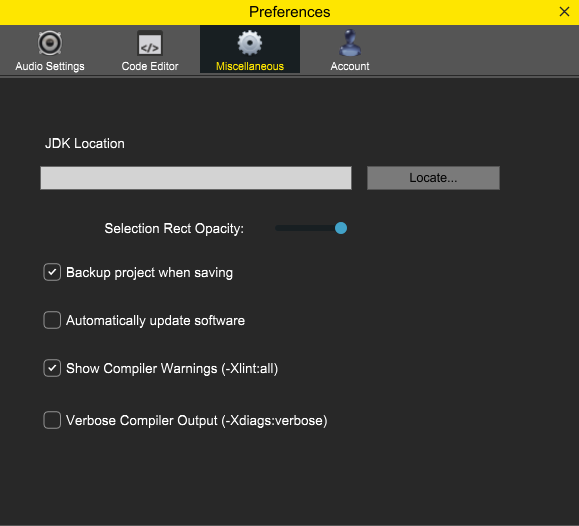 Preferences
Audio Settings
Code Editor
Miscellaneous
Account
JDK Location
Locate...
Selection Rect Opacity:
Backup project when saving
Automatically update software
Show Compiler Warnings (-Xlint:all)
Verbose Compiler Output (-Xdiags:verbose)